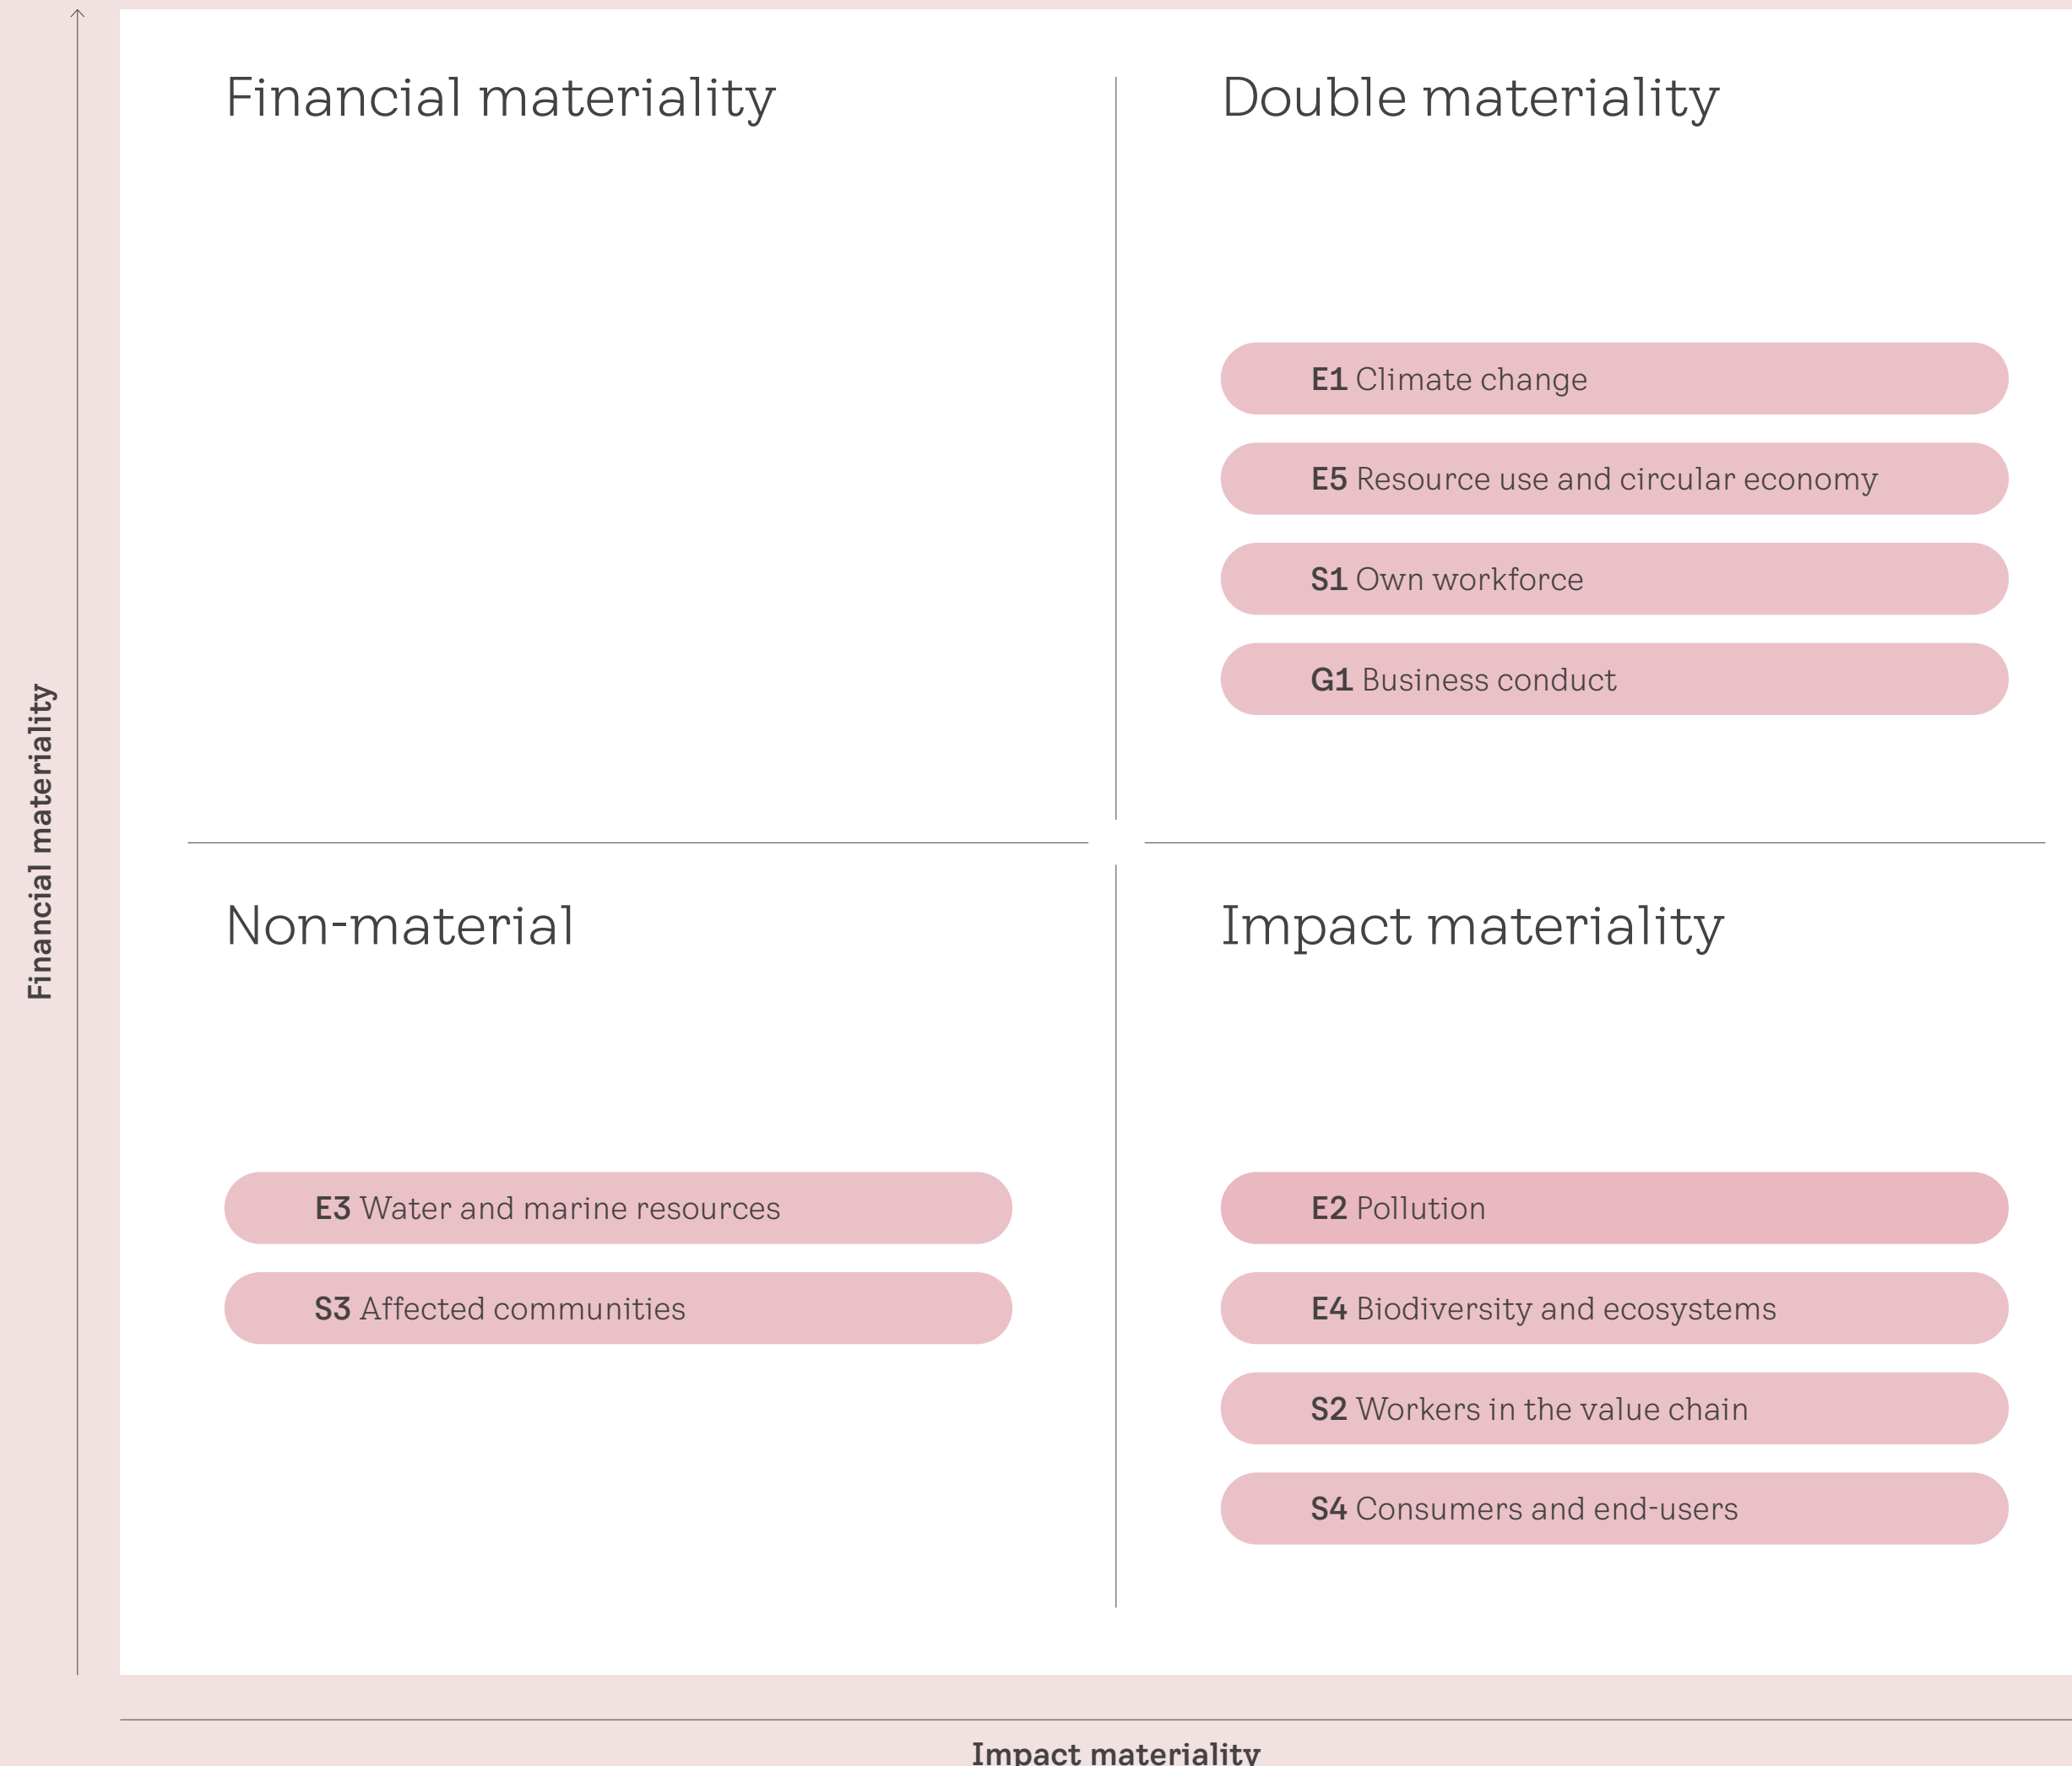 Financial materiality
Financial materiality
Double materiality
E1 Climate change
E5 Resource use and circular economy
S1 Own workforce
G1 Business conduct
Non-material
E3 Water and marine resources
S3 Affected communities
Impact materiality
E2 Pollution
E4 Biodiversity and ecosystems
S2 Workers in the value chain
S4 Consumers and end-users
Impact materiality